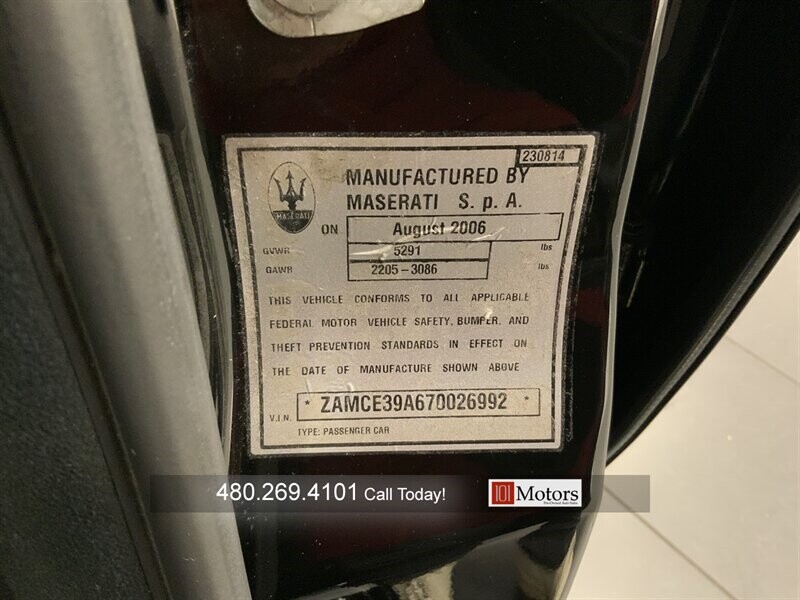 230814
MANUFACTURED BY
MASERATI S. p. A.
MASERATI
ON August 2006
GVWR 5291 lbs
GAWR 2205-3086 lbs
THIS VEHICLE CONFORMS TO ALL APPLICABLE
FEDERAL MOTOR VEHICLE SAFETY, BUMPER, AND
THEFT PREVENTION STANDARDS IN EFFECT ON
THE DATE OF MANUFACTURE SHOWN ABOVE
V.I.N. * ZAMCE39A670026992 *
TYPE: PASSENGER CAR
480.269.4101 Call Today!
101 Motors